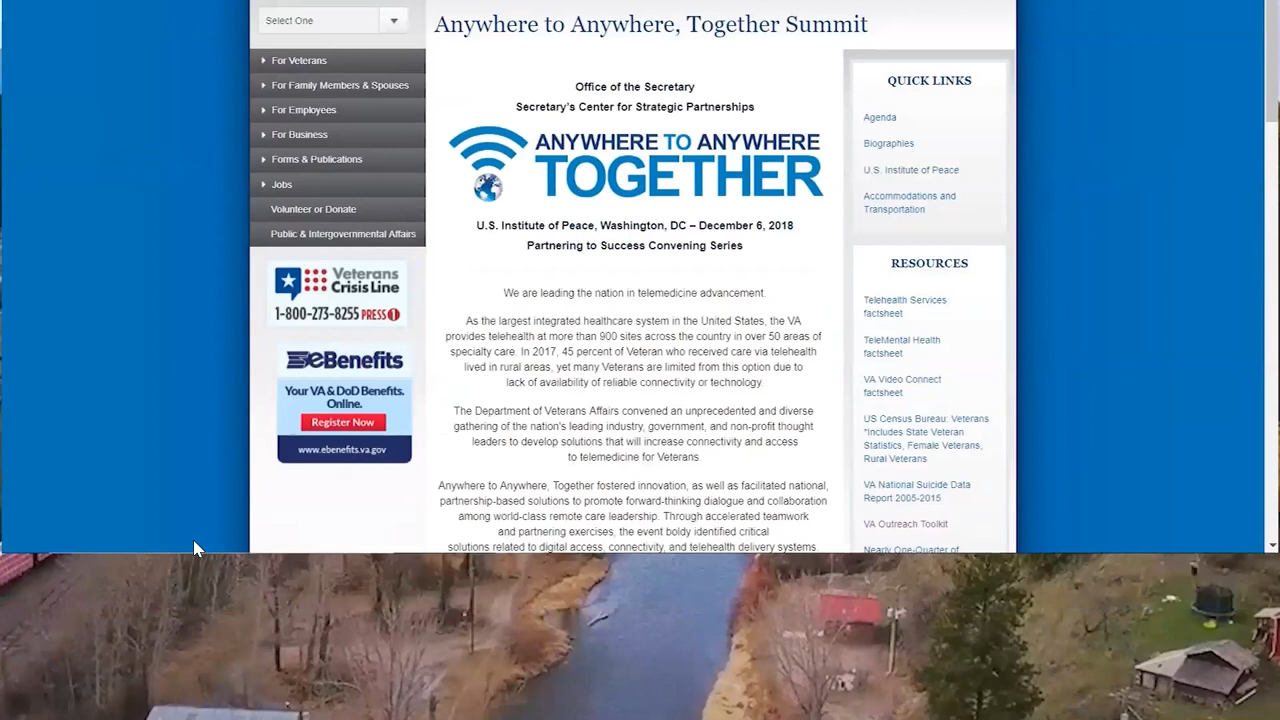 Select One
For Veterans
For Family Members & Spouses
For Employees
For Business
Forms & Publications
Jobs
Volunteer or Donate
Public & Intergovernmental Affairs
Veterans
Crisis Line
1-800-273-8255 PRESS 1
eBenefits
Your VA & DoD Benefits.
Online.
Register Now
www.ebenefits.va.gov
Anywhere to Anywhere, Together Summit
Office of the Secretary
Secretary's Center for Strategic Partnerships
ANYWHERE TO ANYWHERE
TOGETHER
U.S. Institute of Peace, Washington, DC – December 6, 2018
Partnering to Success Convening Series
We are leading the nation in telemedicine advancement.
As the largest integrated healthcare system in the United States, the VA
provides telehealth at more than 900 sites across the country in over 50 areas of
specialty care. In 2017, 45 percent of Veteran who received care via telehealth
lived in rural areas, yet many Veterans are limited from this option due to
lack of availability of reliable connectivity or technology.
The Department of Veterans Affairs convened an unprecedented and diverse
gathering of the nation's leading industry, government, and non-profit thought
leaders to develop solutions that will increase connectivity and access
to telemedicine for Veterans.
Anywhere to Anywhere, Together fostered innovation, as well as facilitated national,
partnership-based solutions to promote forward-thinking dialogue and collaboration
among world-class remote care leadership. Through accelerated teamwork
and partnering exercises, the event boldy identified critical
solutions related to digital access, connectivity, and telehealth delivery systems.
QUICK LINKS
Agenda
Biographies
U.S. Institute of Peace
Accommodations and
Transportation
RESOURCES
Telehealth Services
factsheet
TeleMental Health
factsheet
VA Video Connect
factsheet
US Census Bureau: Veterans
*Includes State Veteran
Statistics, Female Veterans,
Rural Veterans
VA National Suicide Data
Report 2005-2015
VA Outreach Toolkit
Nearly One-Quarter of